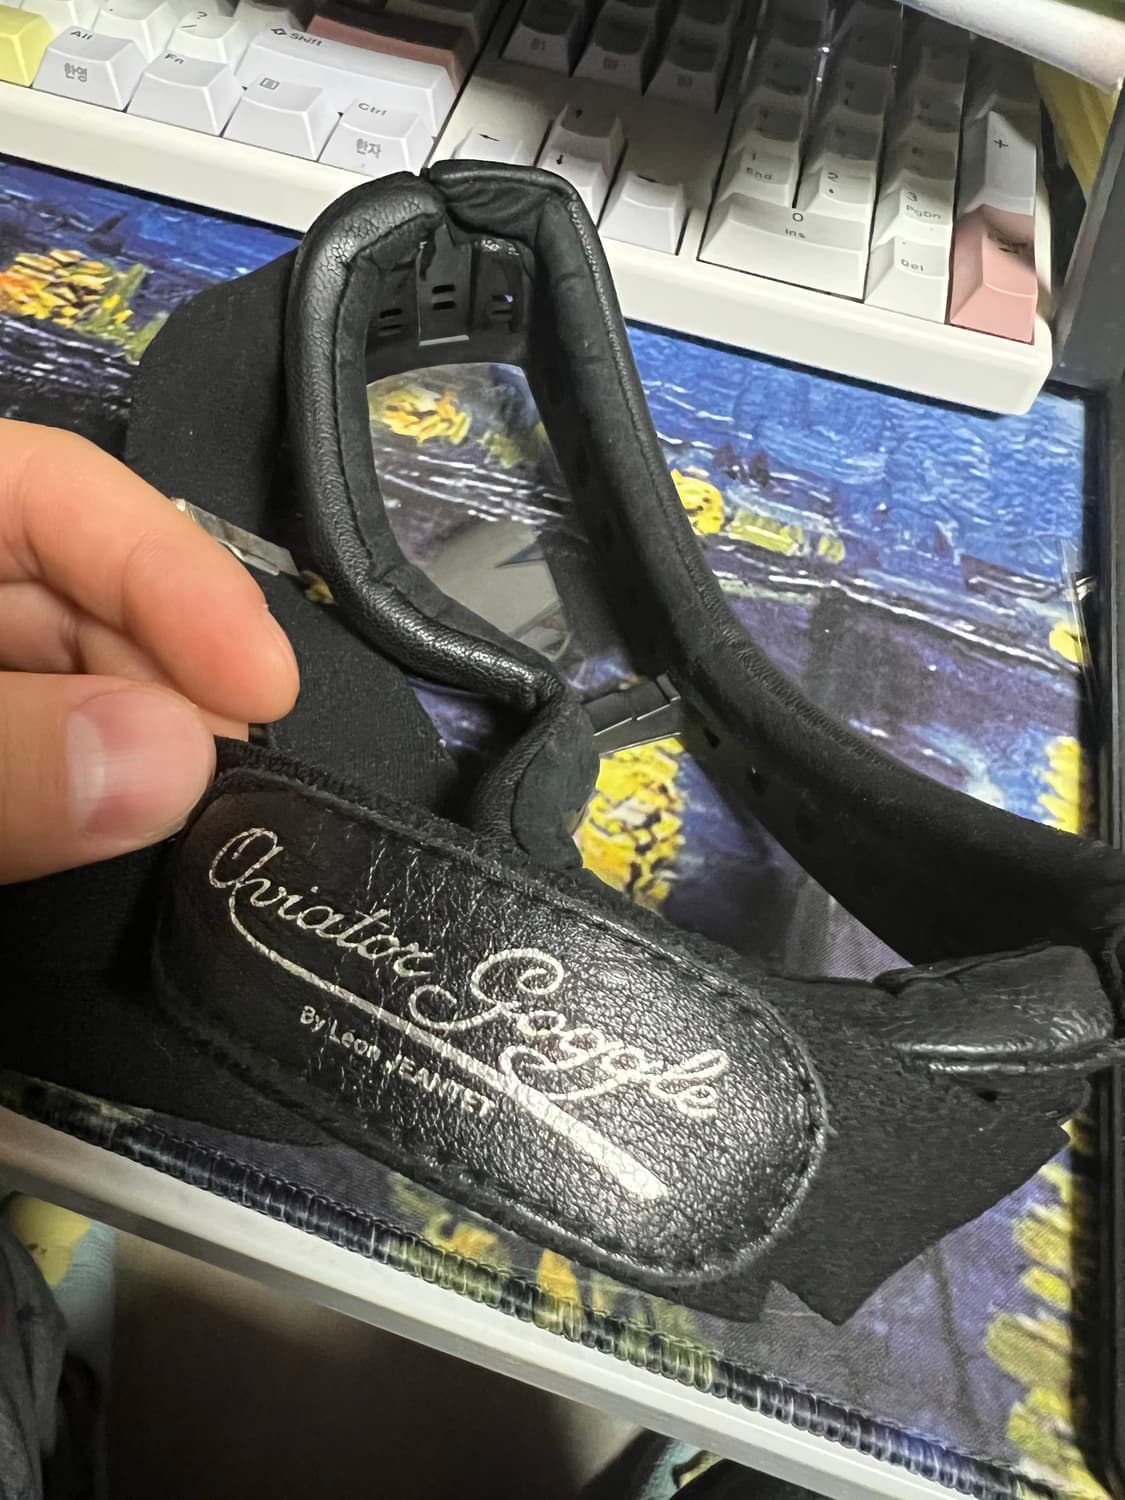 Alt
한영
Fn
?
/
Shift
Ctrl
한자
1
End
2
3
PgDn
0
Ins
Del
+
Aviator Goggle
By Léon JEANTET